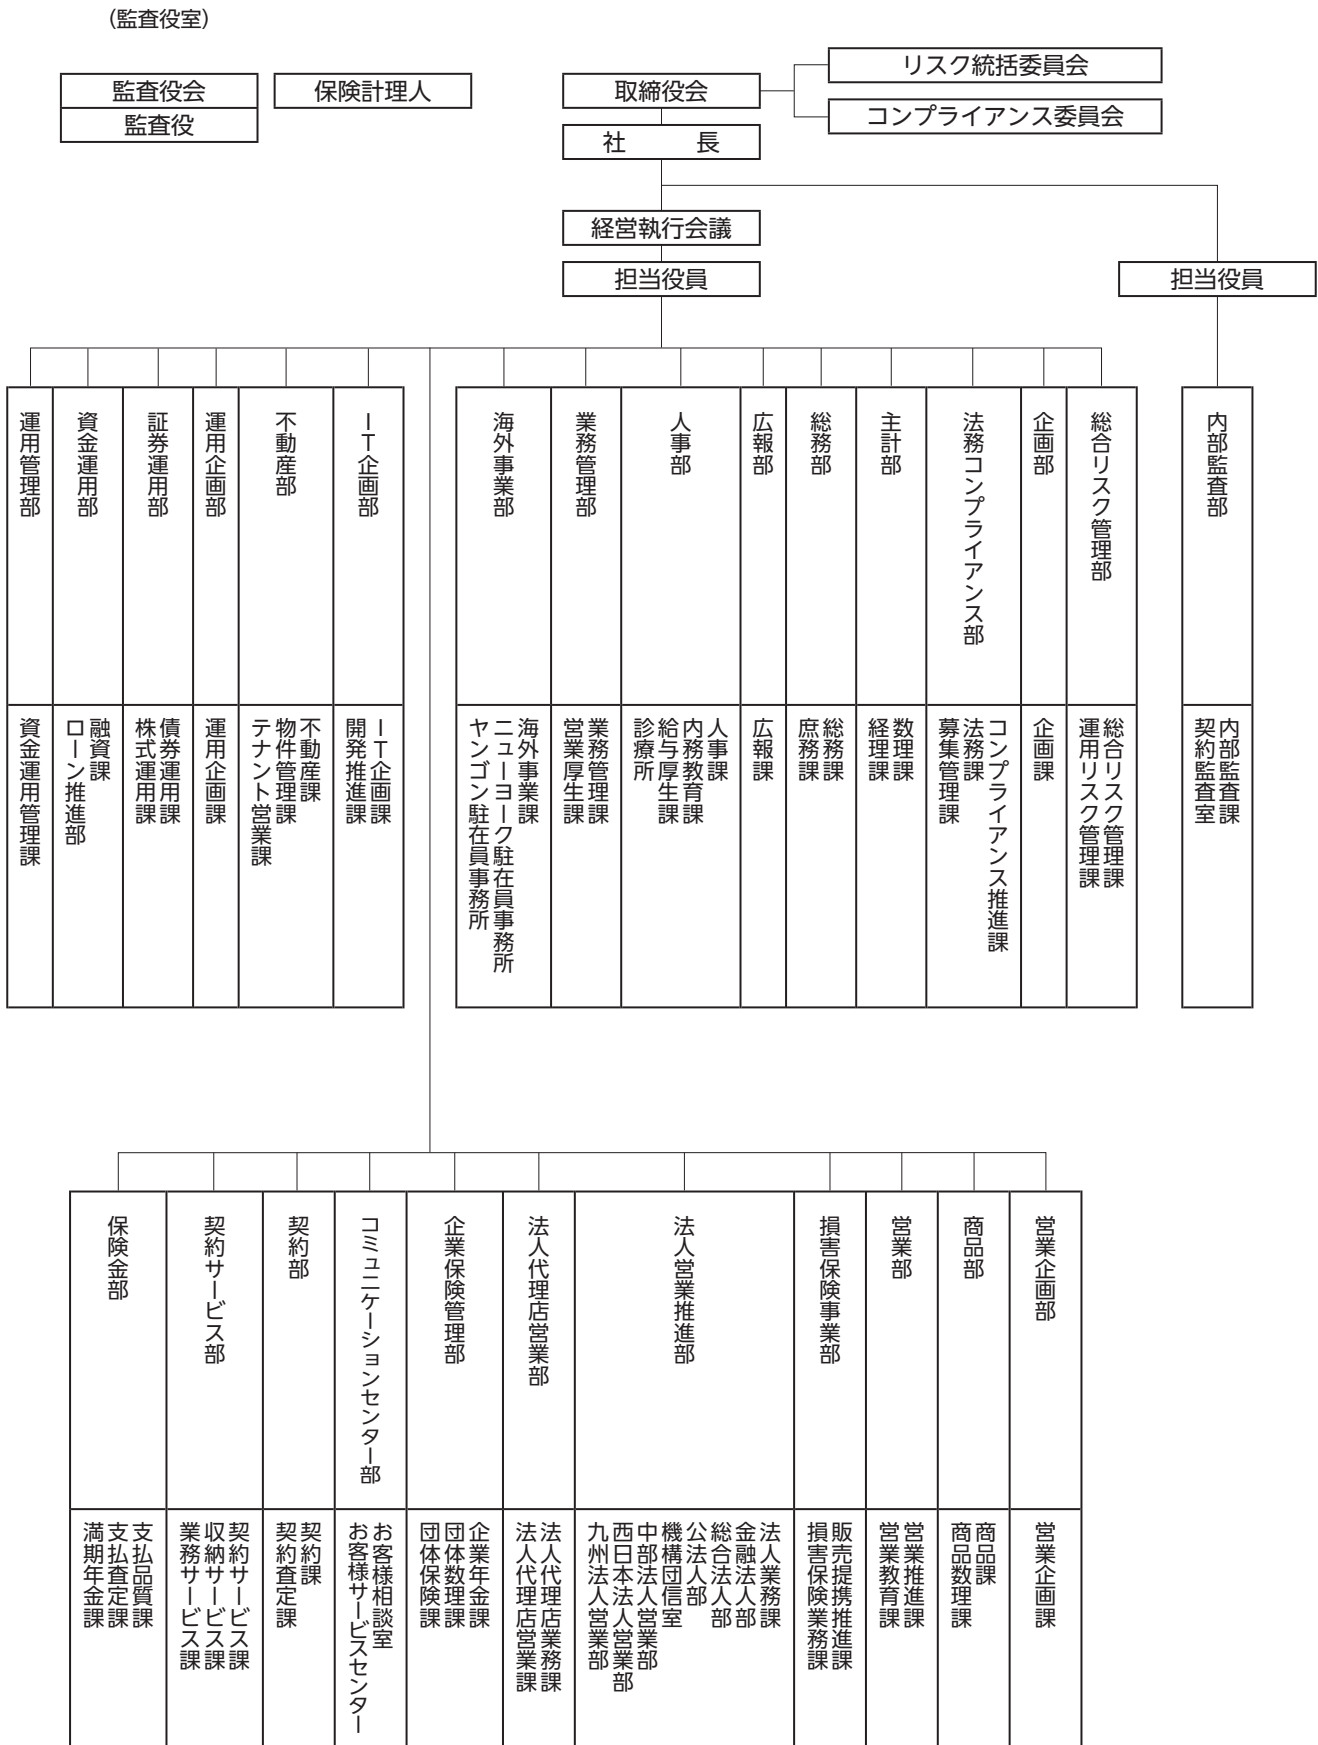 （監査役室）
監査役会
監査役
保険計理人
取締役会
リスク統括委員会
コンプライアンス委員会
社　長
経営執行会議
担当役員
担当役員
運用管理部
資金運用部
証券運用部
運用企画部
不動産部
IT企画部
海外事業部
業務管理部
人事部
広報部
総務部
主計部
法務コンプライアンス部
企画部
総合リスク管理部
内部監査部
資金運用管理課
融資課
ローン推進部
債券運用課
株式運用課
運用企画課
不動産課
物件管理課
テナント営業課
IT企画課
開発推進課
海外事業課
ニューヨーク駐在員事務所
ヤンゴン駐在員事務所
業務管理課
営業厚生課
人事課
内務教育課
給与厚生課
診療所
広報課
総務課
庶務課
数理課
経理課
コンプライアンス推進課
法務課
募集管理課
企画課
総合リスク管理課
運用リスク管理課
内部監査課
契約監査室
保険金部
契約サービス部
契約部
コミュニケーションセンター部
企業保険管理部
法人代理店営業部
法人営業推進部
損害保険事業部
営業部
商品部
営業企画部
支払品質課
支払査定課
満期年金課
契約サービス課
収納サービス課
業務サービス課
契約課
契約査定課
お客様相談室
お客様サービスセンター
企業年金課
団体数理課
団体保険課
法人代理店業務課
法人代理店営業課
法人業務課
金融法人部
総合法人部
公法人部
機構団信室
中部法人営業部
西日本法人営業部
九州法人営業部
販売提携推進課
損害保険業務課
営業推進課
営業教育課
商品課
商品数理課
営業企画課